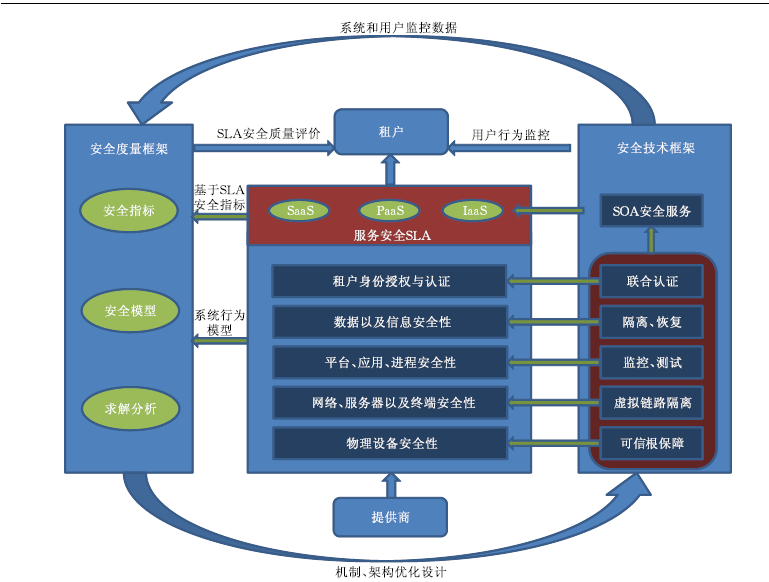 系统和用户监控数据
安全度量框架
SLA安全质量评价
租户
用户行为监控
安全技术框架
基于SLA
安全指标
安全指标
SaaS
PaaS
IaaS
服务安全SLA
SOA安全服务
租户身份授权与认证
联合认证
安全模型
系统行为
模型
数据以及信息安全性
隔离、恢复
平台、应用、进程安全性
监控、测试
求解分析
网络、服务器以及终端安全性
虚拟链路隔离
物理设备安全性
可信根保障
提供商
机制、架构优化设计